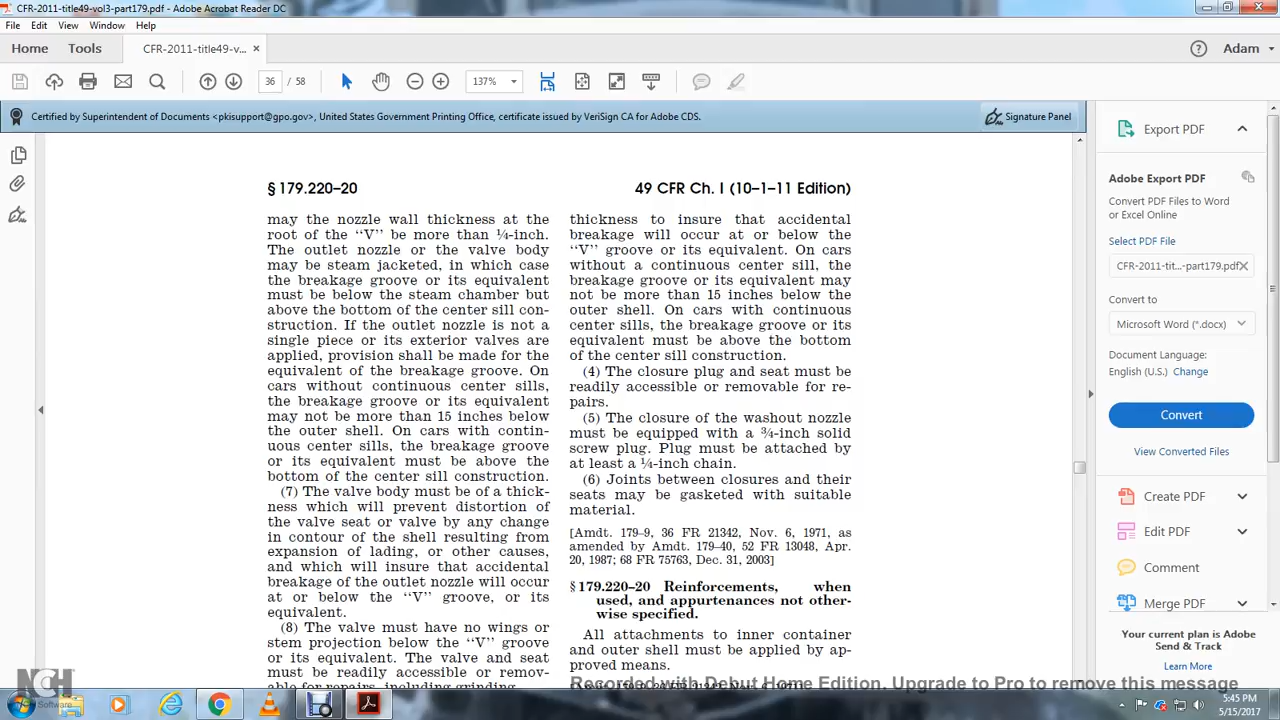 CFR-2011-title49-vol3-part179.pdf - Adobe Acrobat Reader DC
File Edit View Window Help
Home Tools CFR-2011-title49-v... ×
Adam
36 / 58
137%
Certified by Superintendent of Documents <pkisupport@gpo.gov>, United States Government Printing Office, certificate issued by VeriSign CA for Adobe CDS.
Signature Panel
§ 179.220–20
may the nozzle wall thickness at the
root of the ‘‘V’’ be more than ¼-inch.
The outlet nozzle or the valve body
may be steam jacketed, in which case
the breakage groove or its equivalent
must be below the steam chamber but
above the bottom of the center sill con-
struction. If the outlet nozzle is not a
single piece or its exterior valves are
applied, provision shall be made for the
equivalent of the breakage groove. On
cars without continuous center sills,
the breakage groove or its equivalent
may not be more than 15 inches below
the outer shell. On cars with contin-
uous center sills, the breakage groove
or its equivalent must be above the
bottom of the center sill construction.
(7) The valve body must be of a thick-
ness which will prevent distortion of
the valve seat or valve by any change
in contour of the shell resulting from
expansion of lading, or other causes,
and which will insure that accidental
breakage of the outlet nozzle will occur
at or below the ‘‘V’’ groove, or its
equivalent.
(8) The valve must have no wings or
stem projection below the ‘‘V’’ groove
or its equivalent. The valve and seat
must be readily accessible or remov-
able for repairs, including grinding.
49 CFR Ch. I (10–1–11 Edition)
thickness to insure that accidental
breakage will occur at or below the
‘‘V’’ groove or its equivalent. On cars
without a continuous center sill, the
breakage groove or its equivalent may
not be more than 15 inches below the
outer shell. On cars with continuous
center sills, the breakage groove or its
equivalent must be above the bottom
of the center sill construction.
(4) The closure plug and seat must be
readily accessible or removable for re-
pairs.
(5) The closure of the washout nozzle
must be equipped with a ¾-inch solid
screw plug. Plug must be attached by
at least a ¼-inch chain.
(6) Joints between closures and their
seats may be gasketed with suitable
material.
[Amdt. 179–9, 36 FR 21342, Nov. 6, 1971, as
amended by Amdt. 179–40, 52 FR 13048, Apr.
20, 1987; 68 FR 75763, Dec. 31, 2003]
§ 179.220–20 Reinforcements, when
used, and appurtenances not other-
wise specified.
All attachments to inner container
and outer shell must be applied by ap-
proved means.
Export PDF
Adobe Export PDF
Convert PDF Files to Word
or Excel Online
Select PDF File
CFR-2011-tit...-part179.pdf
Convert to
Microsoft Word (*.docx)
Document Language:
English (U.S.) Change
Convert
View Converted Files
Create PDF
Edit PDF
Comment
Merge PDF
Your current plan is Adobe
Send & Track
Learn More
Recorded with Debut Home Edition. Upgrade to Pro to remove this message
NCH
Software
5:45 PM
5/15/2017